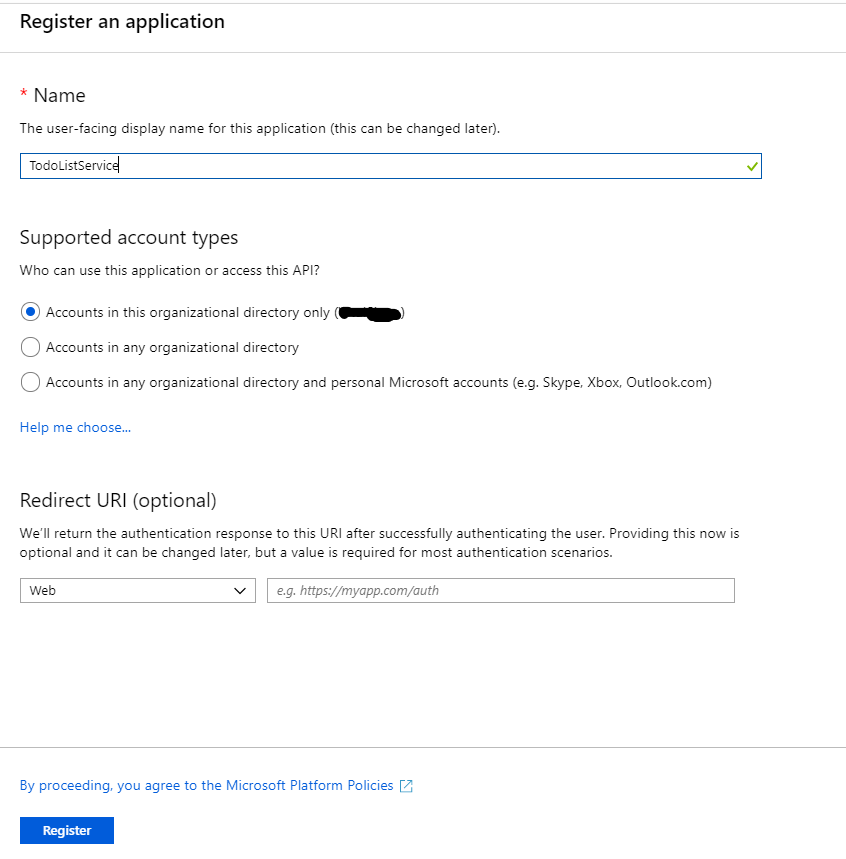 Register an application
* Name
The user-facing display name for this application (this can be changed later).
TodoListService
Supported account types
Who can use this application or access this API?
Accounts in this organizational directory only ( )
Accounts in any organizational directory
Accounts in any organizational directory and personal Microsoft accounts (e.g. Skype, Xbox, Outlook.com)
Help me choose...
Redirect URI (optional)
We'll return the authentication response to this URI after successfully authenticating the user. Providing this now is
optional and it can be changed later, but a value is required for most authentication scenarios.
Web e.g. https://myapp.com/auth
By proceeding, you agree to the Microsoft Platform Policies
Register